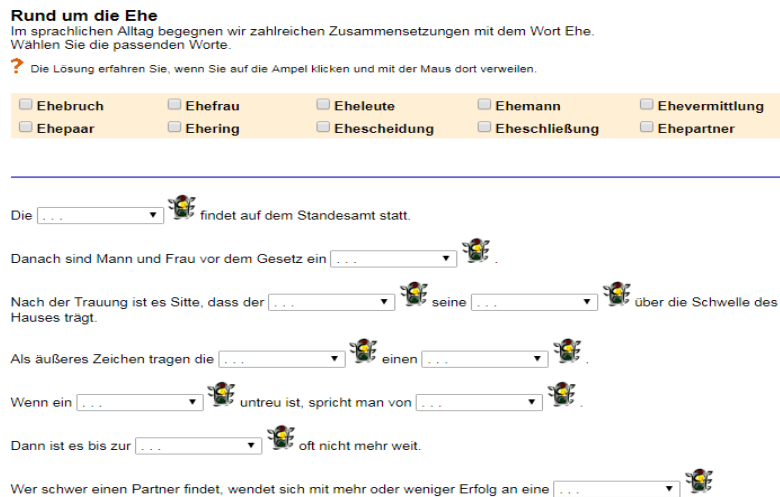 Rund um die Ehe
Im sprachlichen Alltag begegnen wir zahlreichen Zusammensetzungen mit dem Wort Ehe.
Wählen Sie die passenden Worte.
? Die Lösung erfahren Sie, wenn Sie auf die Ampel klicken und mit der Maus dort verweilen.
Ehebruch Ehefrau Eheleute Ehemann Ehevermittlung
Ehepaar Ehering Ehescheidung Eheschließung Ehepartner
Die . . . findet auf dem Standesamt statt.
Danach sind Mann und Frau vor dem Gesetz ein . . . .
Nach der Trauung ist es Sitte, dass der . . . seine . . . über die Schwelle des
Hauses trägt.
Als äußeres Zeichen tragen die . . . einen . . . .
Wenn ein . . . untreu ist, spricht man von . . . .
Dann ist es bis zur . . . oft nicht mehr weit.
Wer schwer einen Partner findet, wendet sich mit mehr oder weniger Erfolg an eine . . .